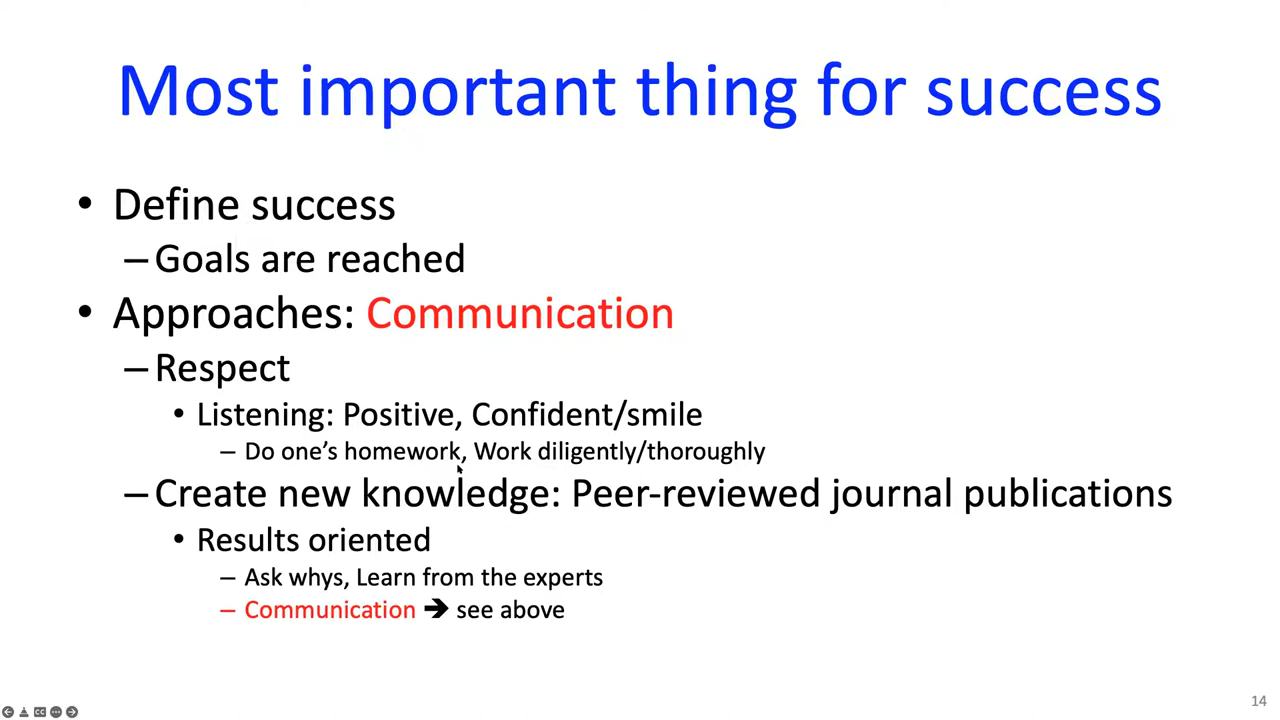 Most important thing for success
• Define success
– Goals are reached
• Approaches: Communication
– Respect
• Listening: Positive, Confident/smile
– Do one’s homework, Work diligently/thoroughly
– Create new knowledge: Peer-reviewed journal publications
• Results oriented
– Ask whys, Learn from the experts
– Communication ➔ see above
14